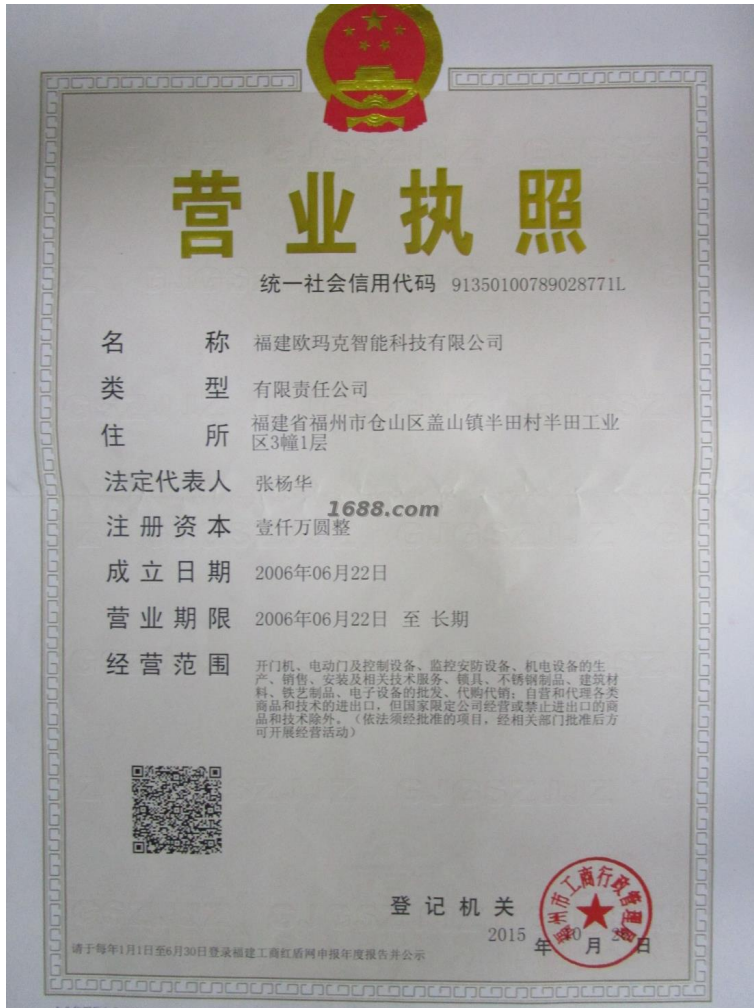 营业执照
统一社会信用代码 91350100789028771L
名称 福建欧玛克智能科技有限公司
类型 有限责任公司
住所 福建省福州市仓山区盖山镇半田村半田工业
区3幢1层
法定代表人 张杨华
1688.com
注册资本 壹仟万圆整
成立日期 2006年06月22日
营业期限 2006年06月22日 至 长期
经营范围 开门机、电动门及控制设备、监控安防设备、机电设备的生
产、销售、安装及相关技术服务、锁具、不锈钢制品、建筑材
料、铁艺制品、电子设备的批发、代购代销；自营和代理各类
商品和技术的进出口，但国家限定公司经营或禁止进出口的商
品和技术除外。（依法须经批准的项目，经相关部门批准后方
可开展经营活动）
登记机关
福州市工商行政管理局
2015 年 10 月 日
请于每年1月1日至6月30日登录福建工商红盾网申报年度报告并公示